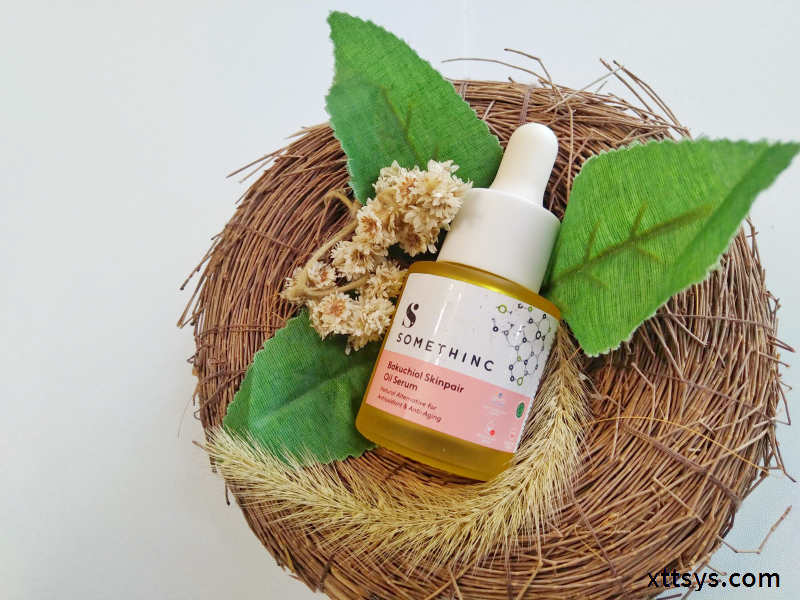 S
SOMETHINC
Bakuchiol Skinpair
Oil Serum
Natural Alternative for
Antioxidant & Anti-Aging
xttsys.com